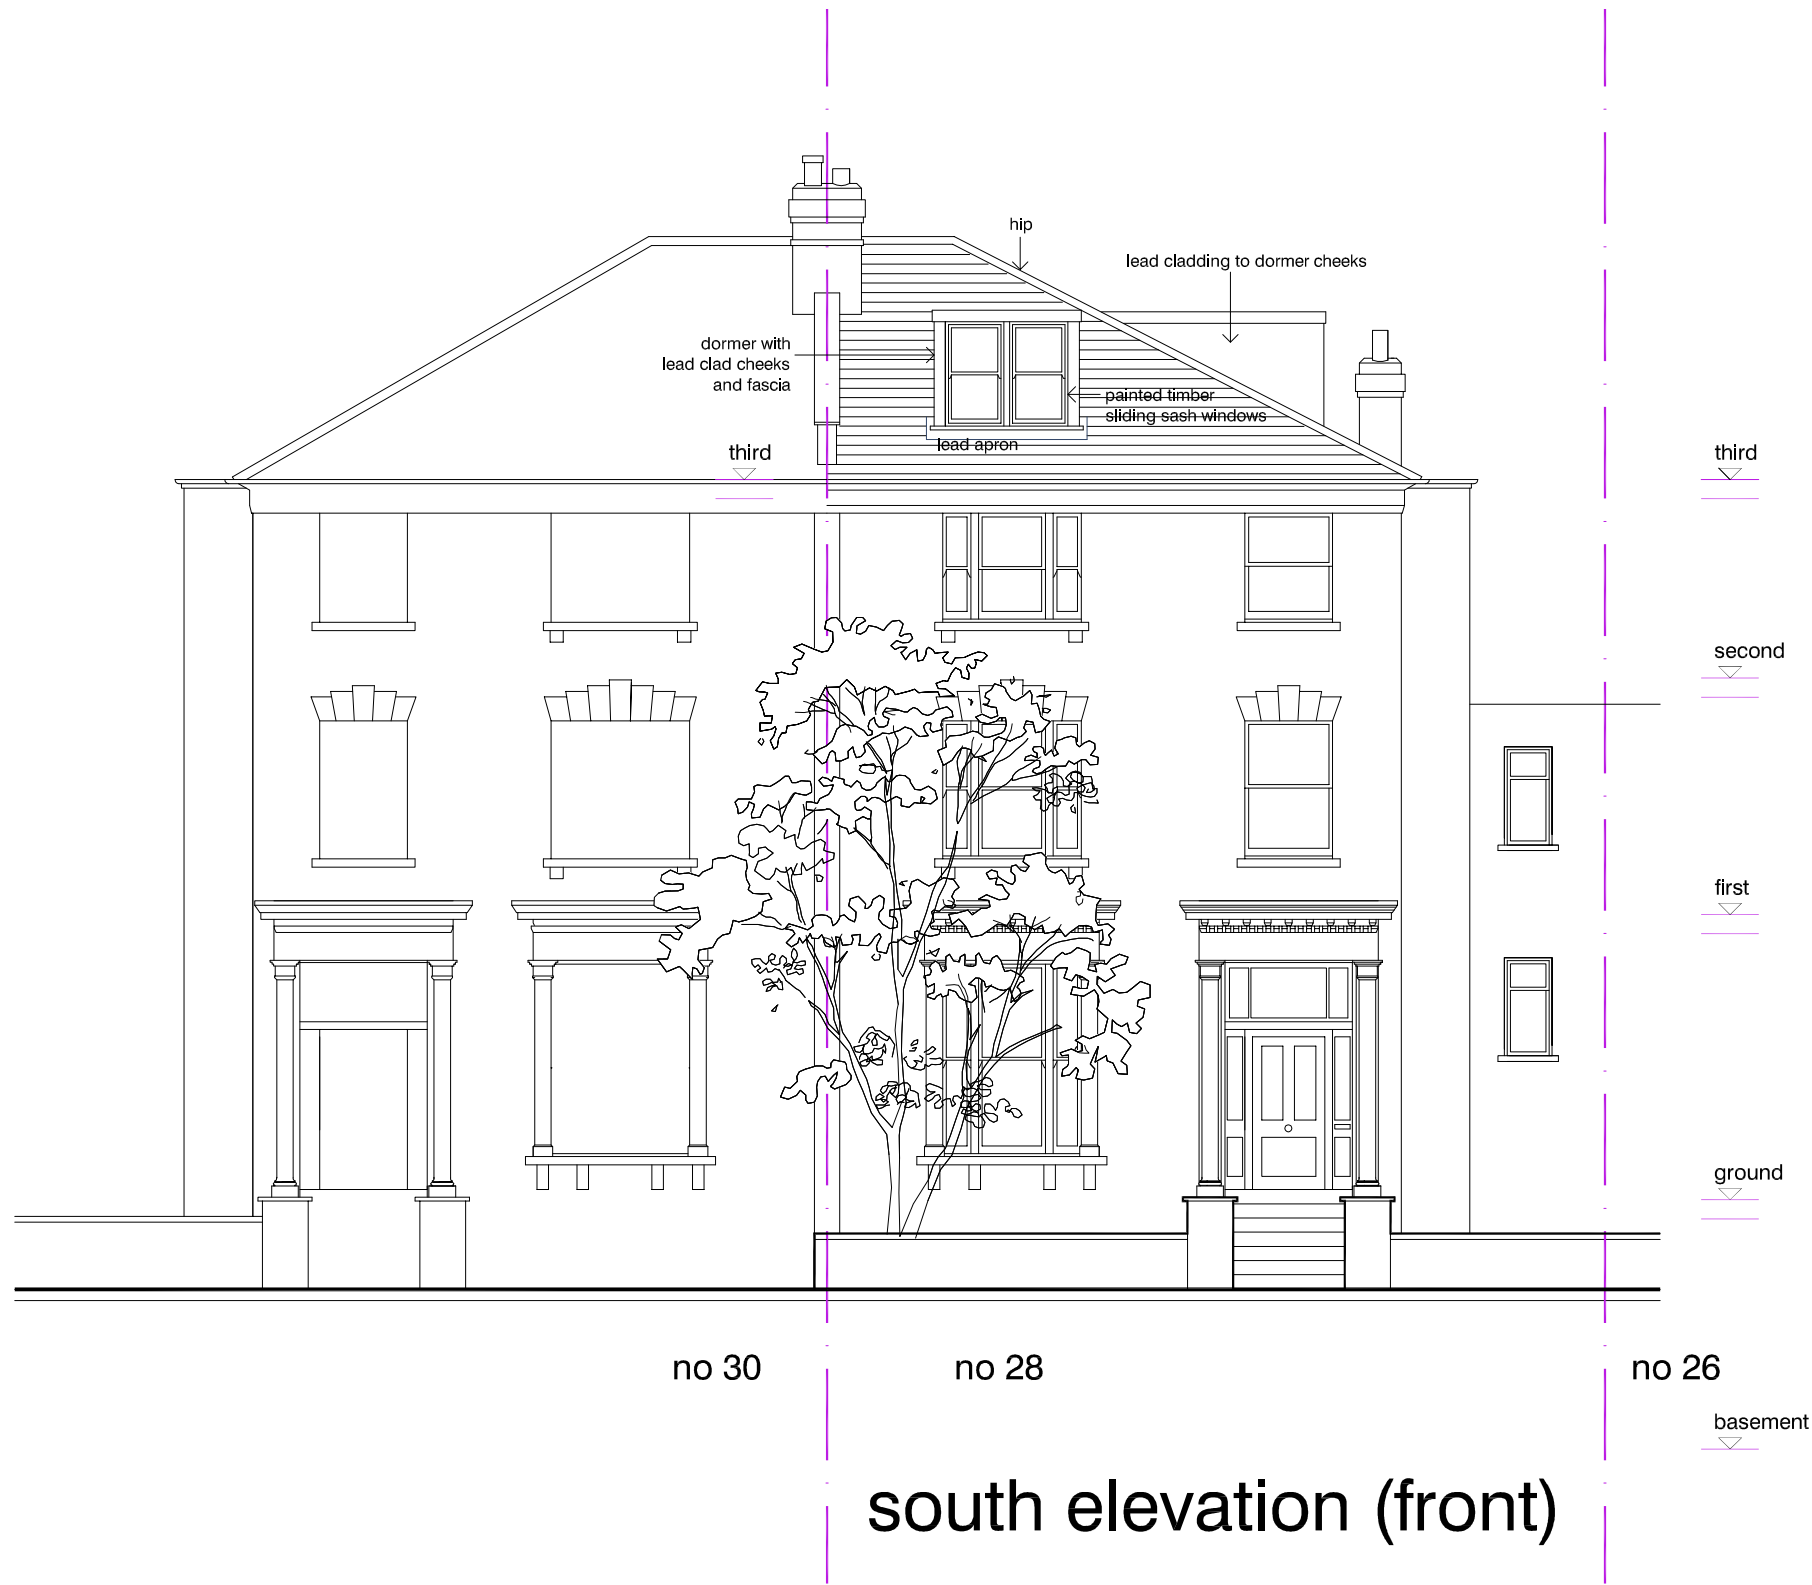 hip
lead cladding to dormer cheeks
dormer with
lead clad cheeks
and fascia
painted timber
sliding sash windows
lead apron
third
third
second
first
ground
no 30
no 28
no 26
basement
south elevation (front)